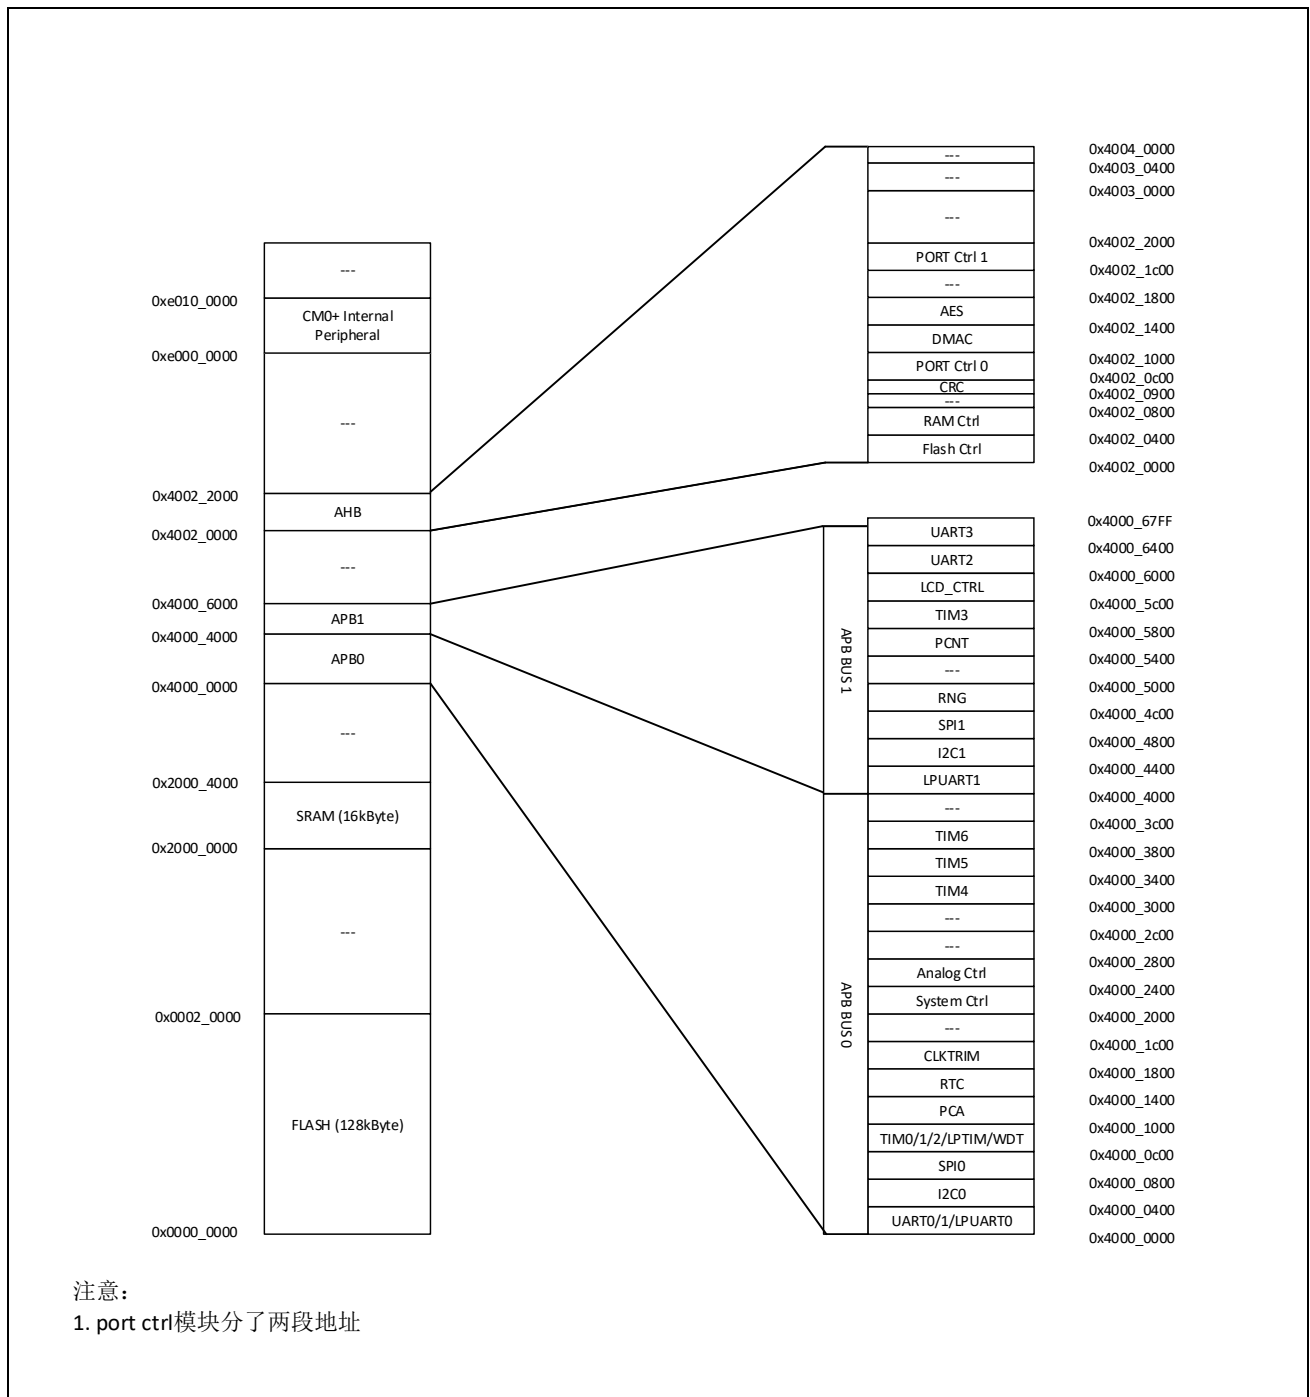 ---
0xe010_0000
CM0+ Internal
Peripheral
0xe000_0000
---
0x4002_2000
AHB
0x4002_0000
---
0x4000_6000
APB1
0x4000_4000
APB0
0x4000_0000
---
0x2000_4000
SRAM (16kByte)
0x2000_0000
---
0x0002_0000
FLASH (128kByte)
0x0000_0000
0x4004_0000
---
0x4003_0400
---
0x4003_0000
---
0x4002_2000
PORT Ctrl 1
0x4002_1c00
---
0x4002_1800
AES
0x4002_1400
DMAC
0x4002_1000
PORT Ctrl 0
0x4002_0c00
CRC
0x4002_0900
---
0x4002_0800
RAM Ctrl
0x4002_0400
Flash Ctrl
0x4002_0000
APB BUS 1
0x4000_67FF
UART3
0x4000_6400
UART2
0x4000_6000
LCD_CTRL
0x4000_5c00
TIM3
0x4000_5800
PCNT
0x4000_5400
---
0x4000_5000
RNG
0x4000_4c00
SPI1
0x4000_4800
I2C1
0x4000_4400
LPUART1
0x4000_4000
APB BUS 0
---
0x4000_3c00
TIM6
0x4000_3800
TIM5
0x4000_3400
TIM4
0x4000_3000
---
0x4000_2c00
---
0x4000_2800
Analog Ctrl
0x4000_2400
System Ctrl
0x4000_2000
---
0x4000_1c00
CLKTRIM
0x4000_1800
RTC
0x4000_1400
PCA
0x4000_1000
TIM0/1/2/LPTIM/WDT
0x4000_0c00
SPI0
0x4000_0800
I2C0
0x4000_0400
UART0/1/LPUART0
0x4000_0000
注意：
1. port ctrl模块分了两段地址